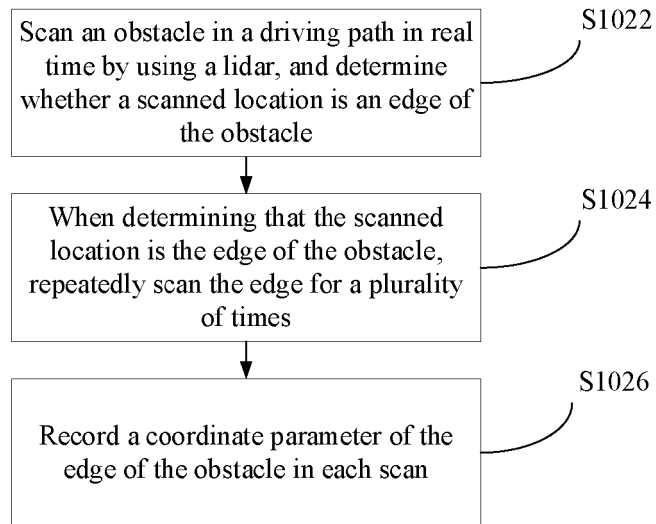 S1022
Scan an obstacle in a driving path in real
time by using a lidar, and determine
whether a scanned location is an edge of
the obstacle
S1024
When determining that the scanned
location is the edge of the obstacle,
repeatedly scan the edge for a plurality
of times
S1026
Record a coordinate parameter of the
edge of the obstacle in each scan